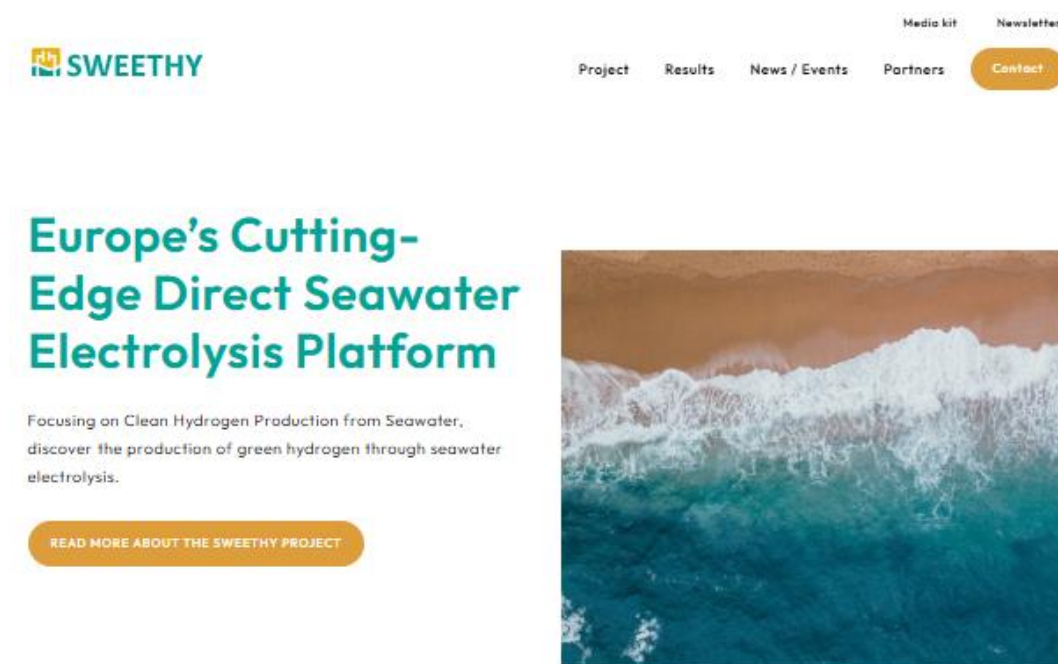 Media kit Newsletter
SWEETHY
Project Results News / Events Partners Contact
Europe's Cutting-
Edge Direct Seawater
Electrolysis Platform
Focusing on Clean Hydrogen Production from Seawater,
discover the production of green hydrogen through seawater
electrolysis.
READ MORE ABOUT THE SWEETHY PROJECT